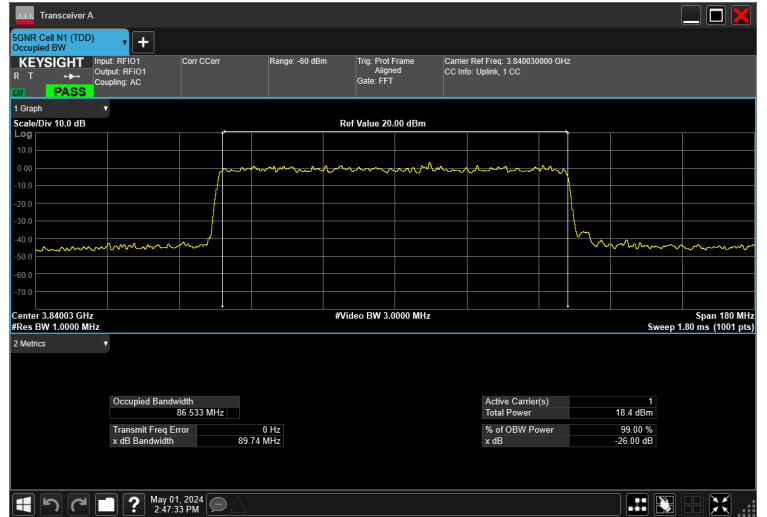 Transceiver A
5GNR Cell N1 (TDD)
Occupied BW
KEYSIGHT
R T
LXI PASS
Input: RFIO1
Output: RFIO1
Coupling: AC
Corr CCorr
Range: -60 dBm
Trig: Prot Frame
Aligned
Gate: FFT
Carrier Ref Freq: 3.840030000 GHz
CC Info: Uplink, 1 CC
1 Graph
Scale/Div 10.0 dB Ref Value 20.00 dBm
Log
10.0
0.00
-10.0
-20.0
-30.0
-40.0
-50.0
-60.0
-70.0
Center 3.84003 GHz #Video BW 3.0000 MHz Span 180 MHz
#Res BW 1.0000 MHz Sweep 1.80 ms (1001 pts)
2 Metrics
Occupied Bandwidth
86.533 MHz
Transmit Freq Error 0 Hz
x dB Bandwidth 89.74 MHz
Active Carrier(s) 1
Total Power 18.4 dBm
% of OBW Power 99.00 %
x dB -26.00 dB
May 01, 2024
2:47:33 PM